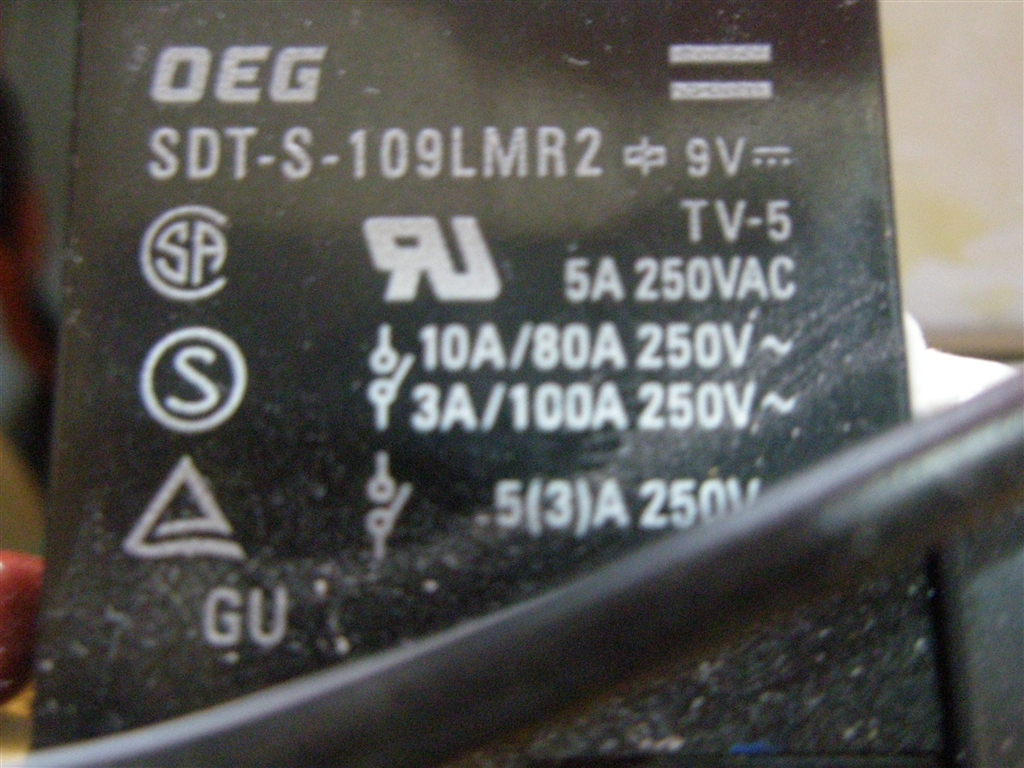 OEG
SDT-S-109LMR2 9V⎓
TV-5
5A 250VAC
10A/80A 250V~
3A/100A 250V~
5(3)A 250V
GU